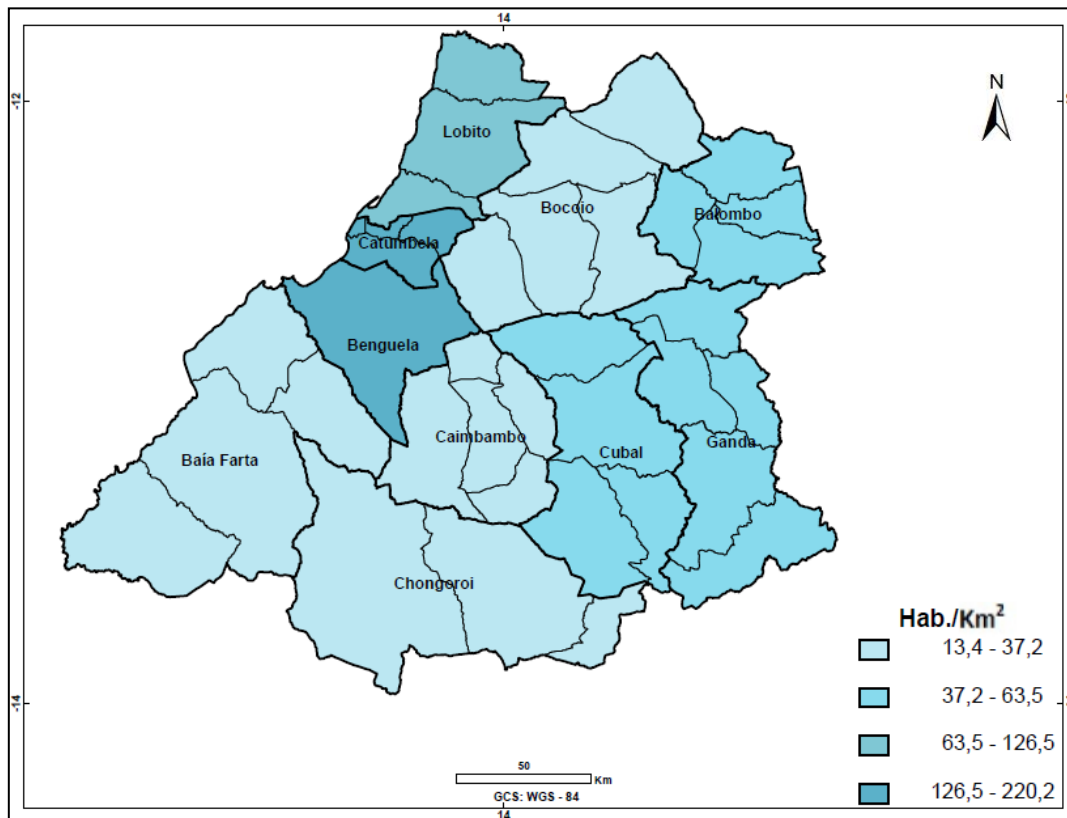 14
-12
N
Lobito
Bocoio
Balombo
Catumbela
Benguela
Caimbambo
Cubal
Ganda
Baía Farta
Chongoroi
Hab./Km²
13,4 - 37,2
37,2 - 63,5
63,5 - 126,5
126,5 - 220,2
-14
50
Km
GCS: WGS - 84
14